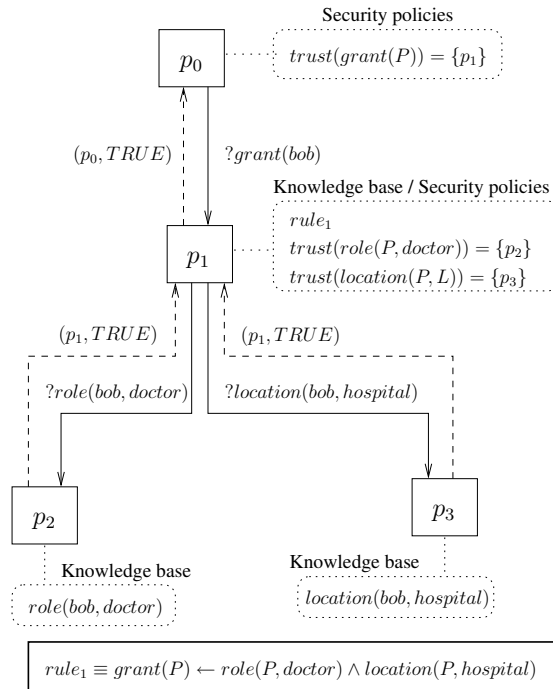 Security policies
p₀
trust(grant(P)) = {p₁}
(p₀, TRUE)
?grant(bob)
Knowledge base / Security policies
rule₁
p₁
trust(role(P, doctor)) = {p₂}
trust(location(P, L)) = {p₃}
(p₁, TRUE)
(p₁, TRUE)
?role(bob, doctor)
?location(bob, hospital)
p₂
p₃
Knowledge base
Knowledge base
role(bob, doctor)
location(bob, hospital)
rule₁ ≡ grant(P) ← role(P, doctor) ∧ location(P, hospital)